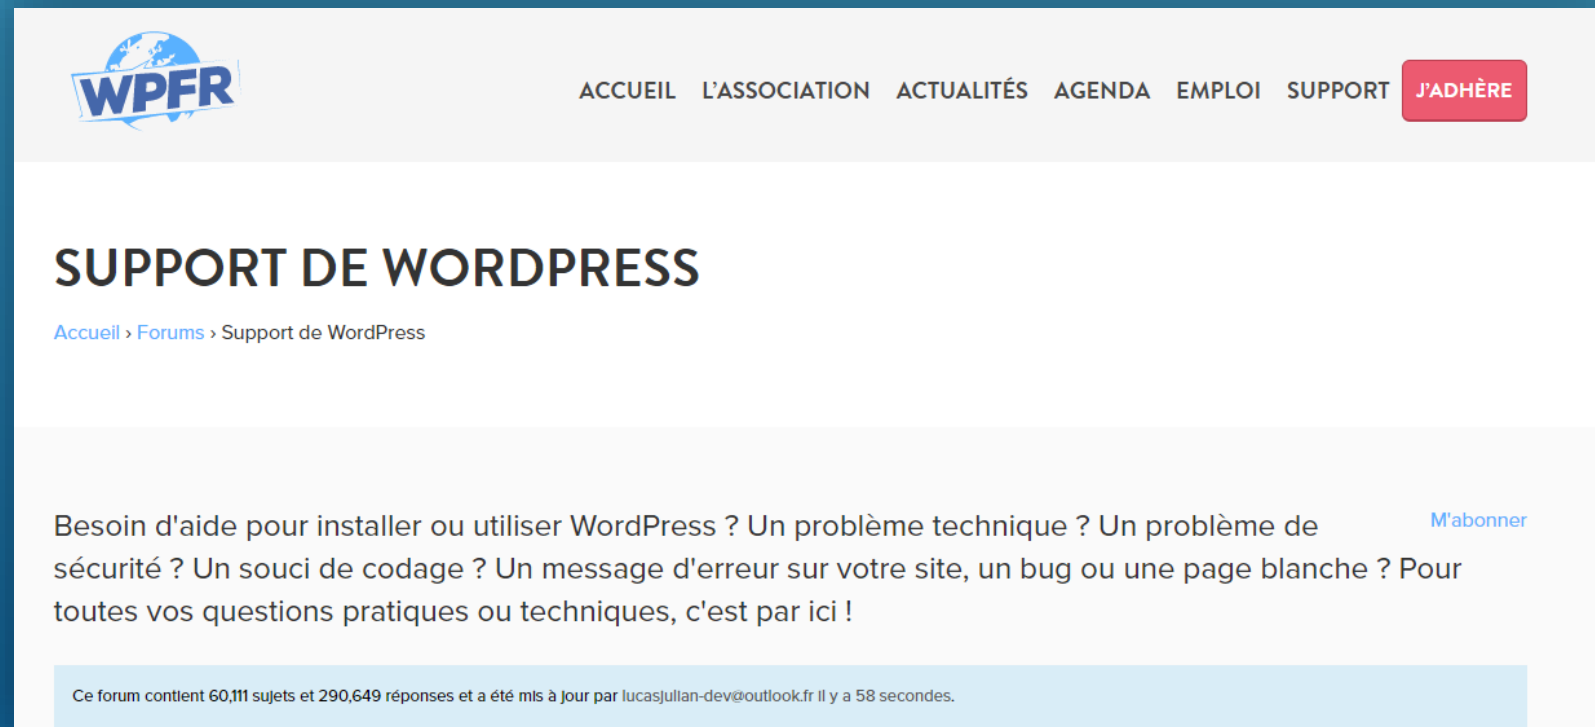 WPFR
ACCUEIL L'ASSOCIATION ACTUALITÉS AGENDA EMPLOI SUPPORT J'ADHÈRE
SUPPORT DE WORDPRESS
Accueil › Forums › Support de WordPress
Besoin d'aide pour installer ou utiliser WordPress ? Un problème technique ? Un problème de
M'abonner
sécurité ? Un souci de codage ? Un message d'erreur sur votre site, un bug ou une page blanche ? Pour
toutes vos questions pratiques ou techniques, c'est par ici !
Ce forum contient 60,111 sujets et 290,649 réponses et a été mis à jour par lucasjulian-dev@outlook.fr il y a 58 secondes.